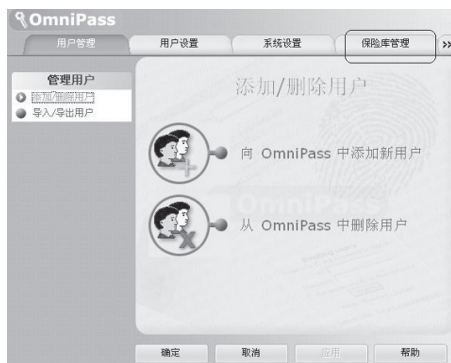 OmniPass
用户管理 用户设置 系统设置 保险库管理 »
管理用户
添加/删除用户
导入/导出用户
添加/删除用户
向 OmniPass 中添加新用户
OmniPass
从 OmniPass 中删除用户
确定 取消 应用 帮助